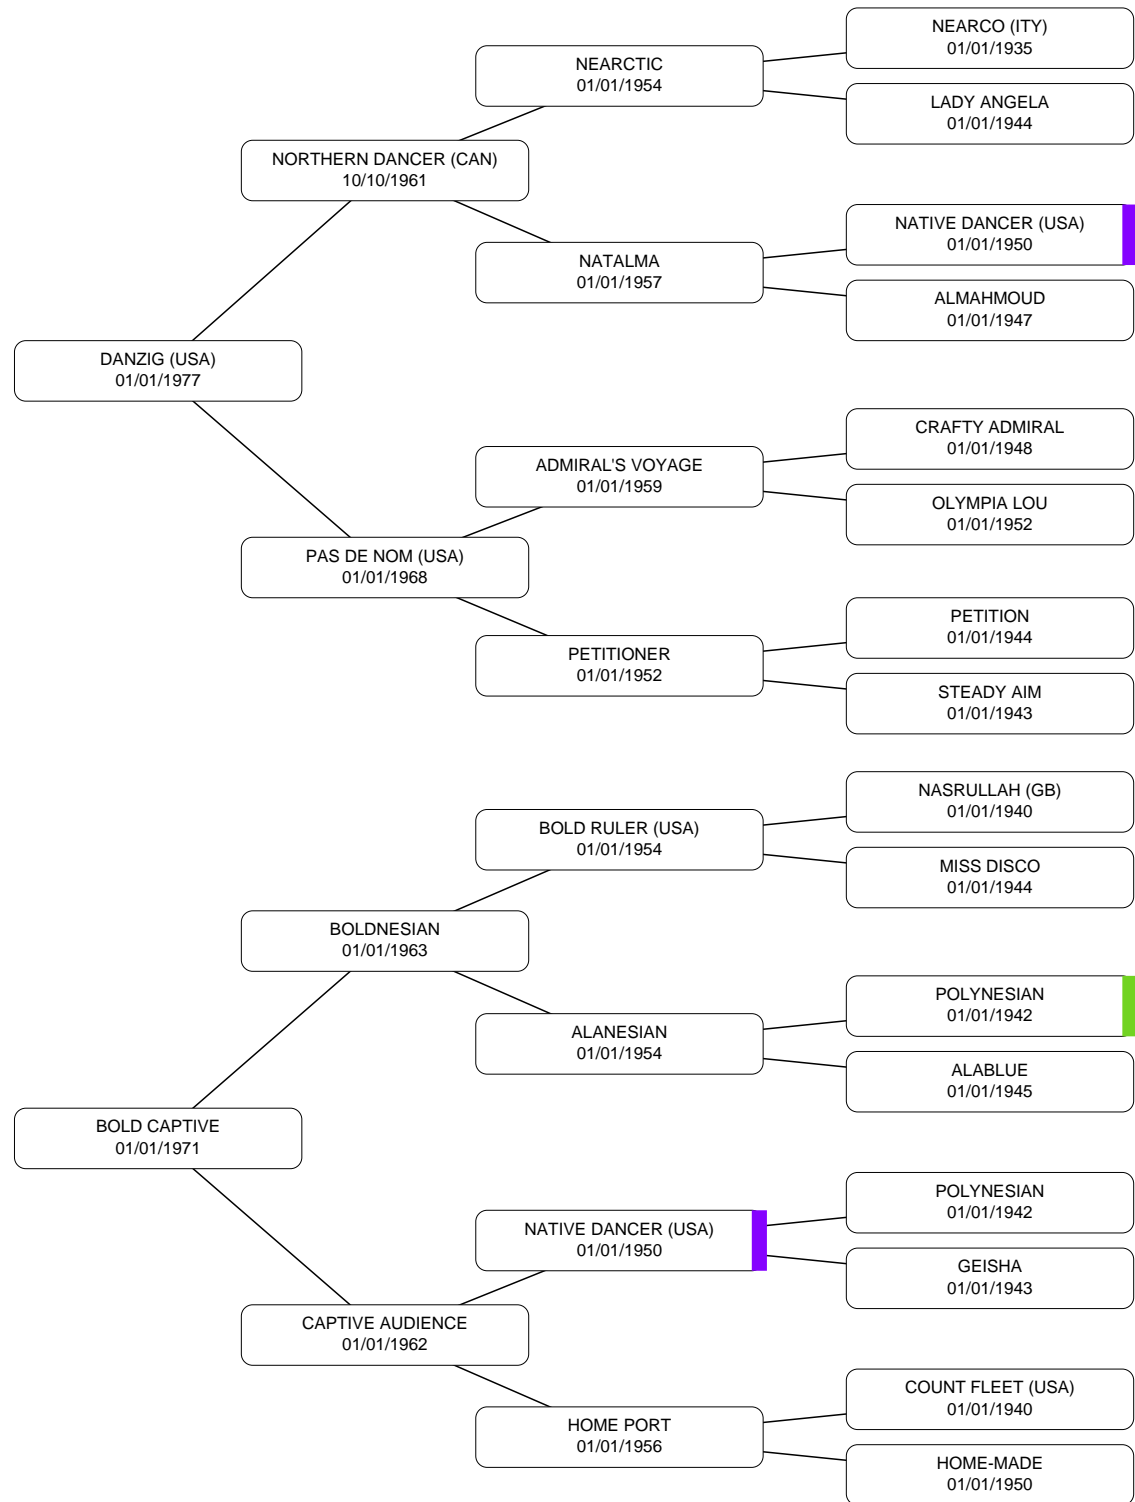 NEARCO (ITY)
01/01/1935
NEARCTIC
01/01/1954
LADY ANGELA
01/01/1944
NORTHERN DANCER (CAN)
10/10/1961
NATIVE DANCER (USA)
01/01/1950
NATALMA
01/01/1957
ALMAHMOUD
01/01/1947
DANZIG (USA)
01/01/1977
CRAFTY ADMIRAL
01/01/1948
ADMIRAL'S VOYAGE
01/01/1959
OLYMPIA LOU
01/01/1952
PAS DE NOM (USA)
01/01/1968
PETITION
01/01/1944
PETITIONER
01/01/1952
STEADY AIM
01/01/1943
NASRULLAH (GB)
01/01/1940
BOLD RULER (USA)
01/01/1954
MISS DISCO
01/01/1944
BOLDNESIAN
01/01/1963
POLYNESIAN
01/01/1942
ALANESIAN
01/01/1954
ALABLUE
01/01/1945
BOLD CAPTIVE
01/01/1971
POLYNESIAN
01/01/1942
NATIVE DANCER (USA)
01/01/1950
GEISHA
01/01/1943
CAPTIVE AUDIENCE
01/01/1962
COUNT FLEET (USA)
01/01/1940
HOME PORT
01/01/1956
HOME-MADE
01/01/1950